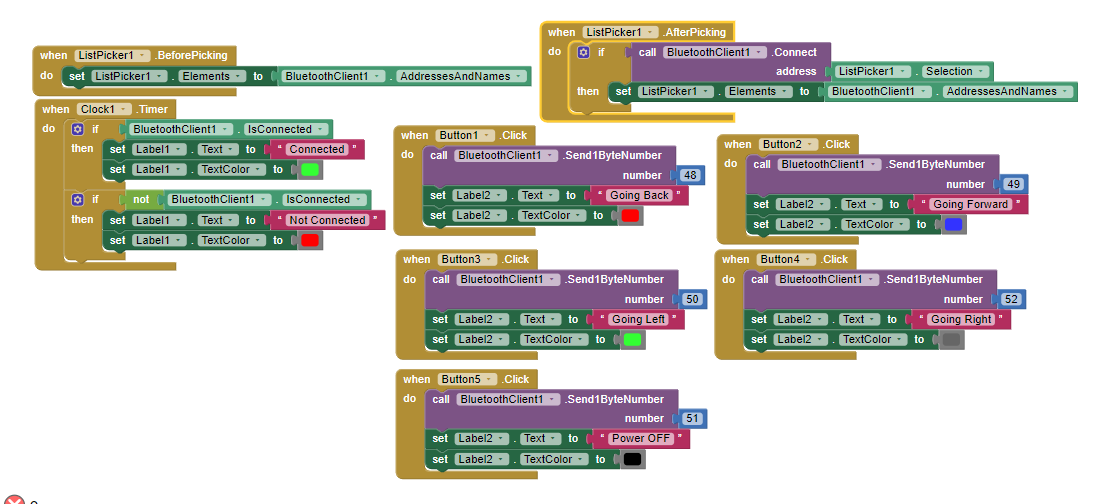 when ListPicker1 .BeforePicking
do set ListPicker1 . Elements to BluetoothClient1 . AddressesAndNames
when ListPicker1 .AfterPicking
do if call BluetoothClient1 .Connect
address ListPicker1 . Selection
then set ListPicker1 . Elements to BluetoothClient1 . AddressesAndNames
when Clock1 .Timer
do if BluetoothClient1 . IsConnected
then set Label1 . Text to " Connected "
set Label1 . TextColor to
if not BluetoothClient1 . IsConnected
then set Label1 . Text to " Not Connected "
set Label1 . TextColor to
when Button1 .Click
do call BluetoothClient1 .Send1ByteNumber
number 48
set Label2 . Text to " Going Back "
set Label2 . TextColor to
when Button2 .Click
do call BluetoothClient1 .Send1ByteNumber
number 49
set Label2 . Text to " Going Forward "
set Label2 . TextColor to
when Button3 .Click
do call BluetoothClient1 .Send1ByteNumber
number 50
set Label2 . Text to " Going Left "
set Label2 . TextColor to
when Button4 .Click
do call BluetoothClient1 .Send1ByteNumber
number 52
set Label2 . Text to " Going Right "
set Label2 . TextColor to
when Button5 .Click
do call BluetoothClient1 .Send1ByteNumber
number 51
set Label2 . Text to " Power OFF "
set Label2 . TextColor to